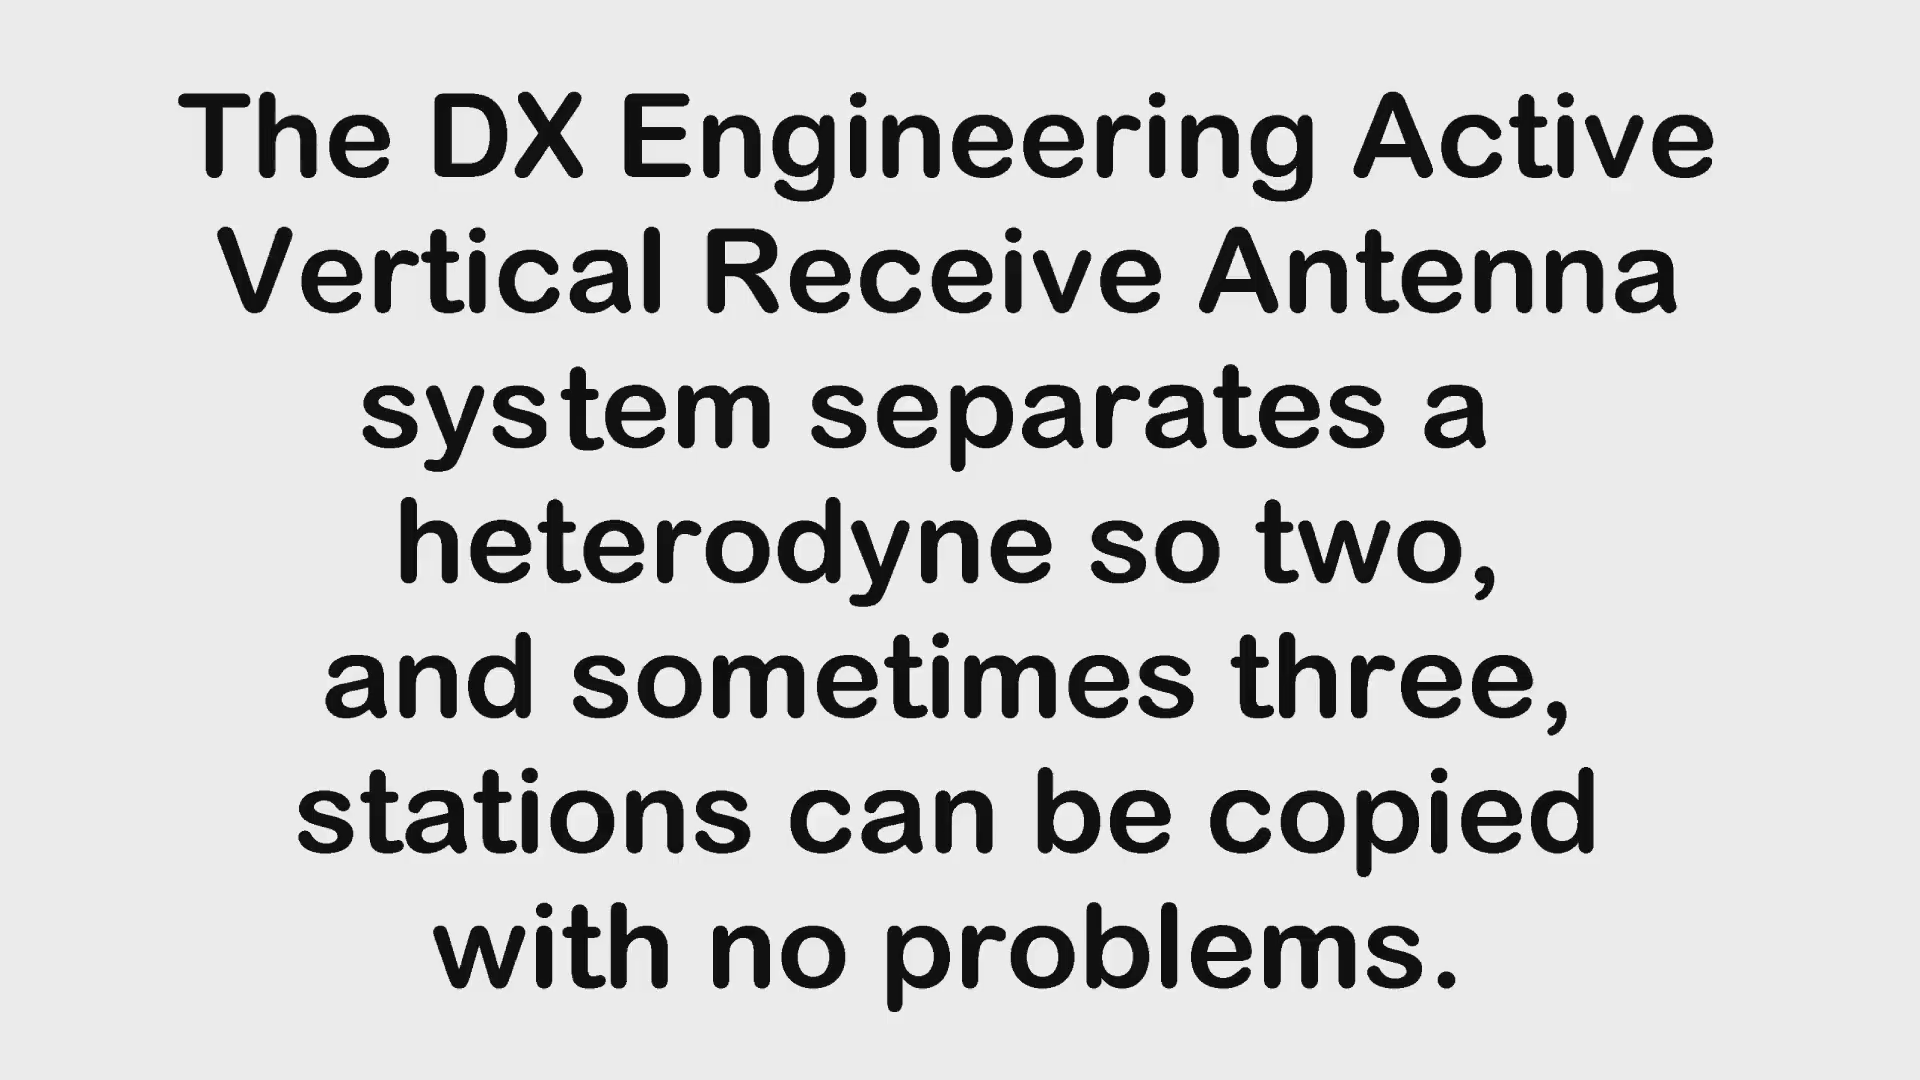 The DX Engineering Active
Vertical Receive Antenna
system separates a
heterodyne so two,
and sometimes three,
stations can be copied
with no problems.